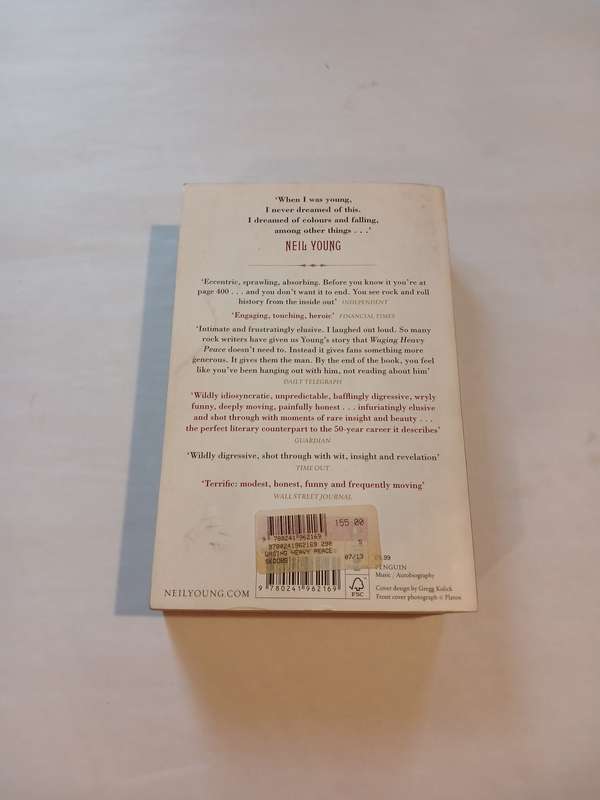 ‘When I was young,
I never dreamed of this.
I dreamed of colours and falling,
among other things . . .’
NEIL YOUNG
‘Eccentric, sprawling, absorbing. Before you know it you’re at
page 400 . . . and you don’t want it to end. You see rock and roll
history from the inside out’ INDEPENDENT
‘Engaging, touching, heroic’ FINANCIAL TIMES
‘Intimate and frustratingly elusive. I laughed out loud. So many
rock writers have given us Young’s story that Waging Heavy
Peace doesn’t need to. Instead it gives fans something more
generous. It gives them the man. By the end of the book, you feel
like you’ve been hanging out with him, not reading about him’
DAILY TELEGRAPH
‘Wildly idiosyncratic, unpredictable, bafflingly digressive, wryly
funny, deeply moving, painfully honest . . . infuriatingly elusive
and shot through with moments of rare insight and beauty . . .
the perfect literary counterpart to the 50-year career it describes’
GUARDIAN
‘Wildly digressive, shot through with wit, insight and revelation’
TIME OUT
‘Terrific: modest, honest, funny and frequently moving’
WALL STREET JOURNAL
155.00
9 780241 962169
9780241962169 290
WAGING HEAVY PEACE:
07/13
.99
PENGUIN
Music / Autobiography
FSC
Cover design by Gregg Kulick
Front cover photograph © Platon
9 780241 962169
NEILYOUNG.COM